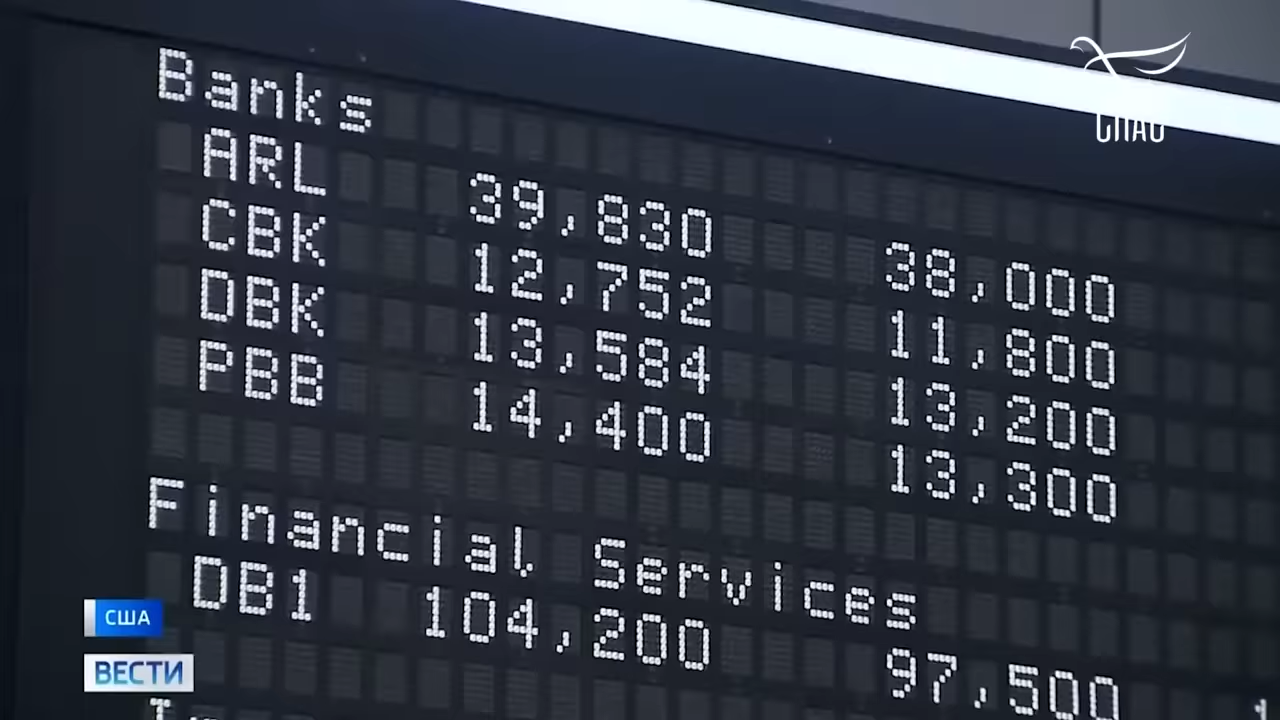 СПАС
Banks
ARL 39,830 38,000
CBK 12,752 11,800
DBK 13,584 13,200
PBB 14,400 13,300
Financial Services
DB1 104,200 97,500
США
ВЕСТИ